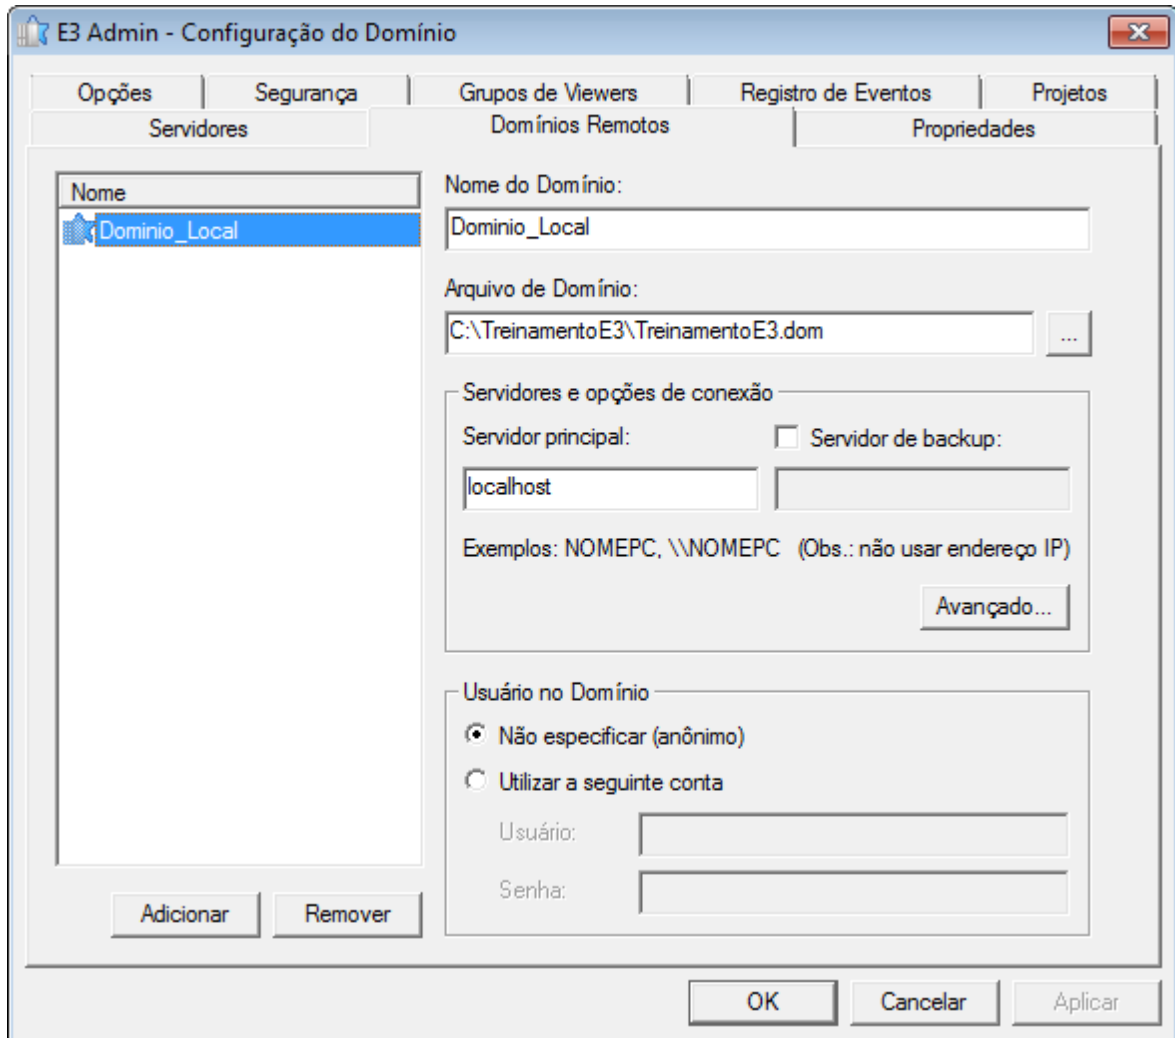 E3 Admin - Configuração do Domínio
Opções Segurança Grupos de Viewers Registro de Eventos Projetos
Servidores Domínios Remotos Propriedades
Nome
Dominio_Local
Nome do Domínio:
Dominio_Local
Arquivo de Domínio:
C:\TreinamentoE3\TreinamentoE3.dom
...
Servidores e opções de conexão
Servidor principal: Servidor de backup:
localhost
Exemplos: NOMEPC, \\NOMEPC (Obs.: não usar endereço IP)
Avançado...
Usuário no Domínio
Não especificar (anônimo)
Utilizar a seguinte conta
Usuário:
Senha:
Adicionar Remover
OK Cancelar Aplicar